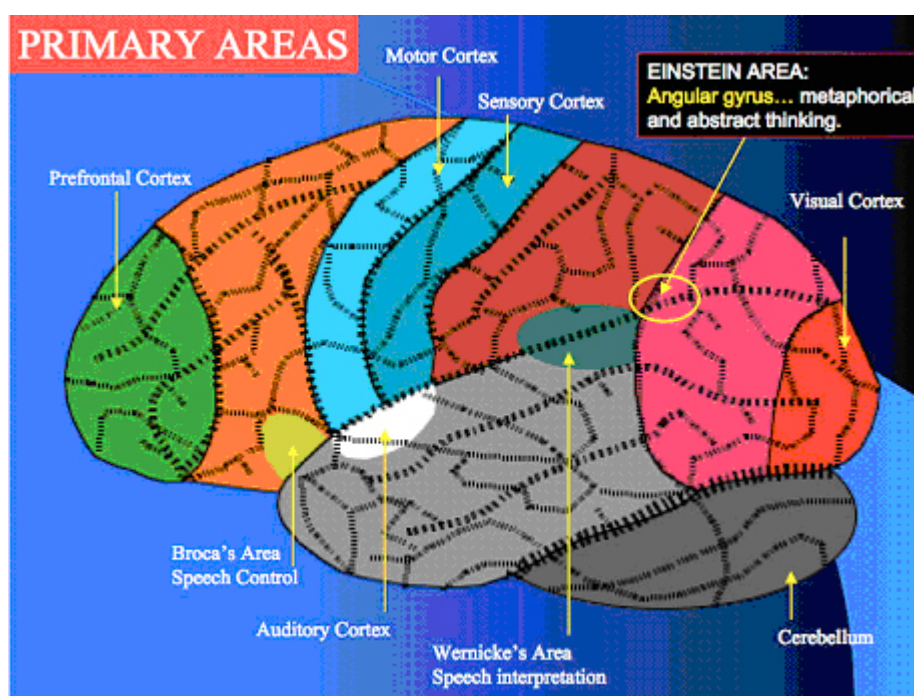 PRIMARY AREAS
Motor Cortex
Sensory Cortex
EINSTEIN AREA:
Angular gyrus... metaphorical
and abstract thinking.
Prefrontal Cortex
Visual Cortex
Broca's Area
Speech Control
Auditory Cortex
Wernicke's Area
Speech interpretation
Cerebellum